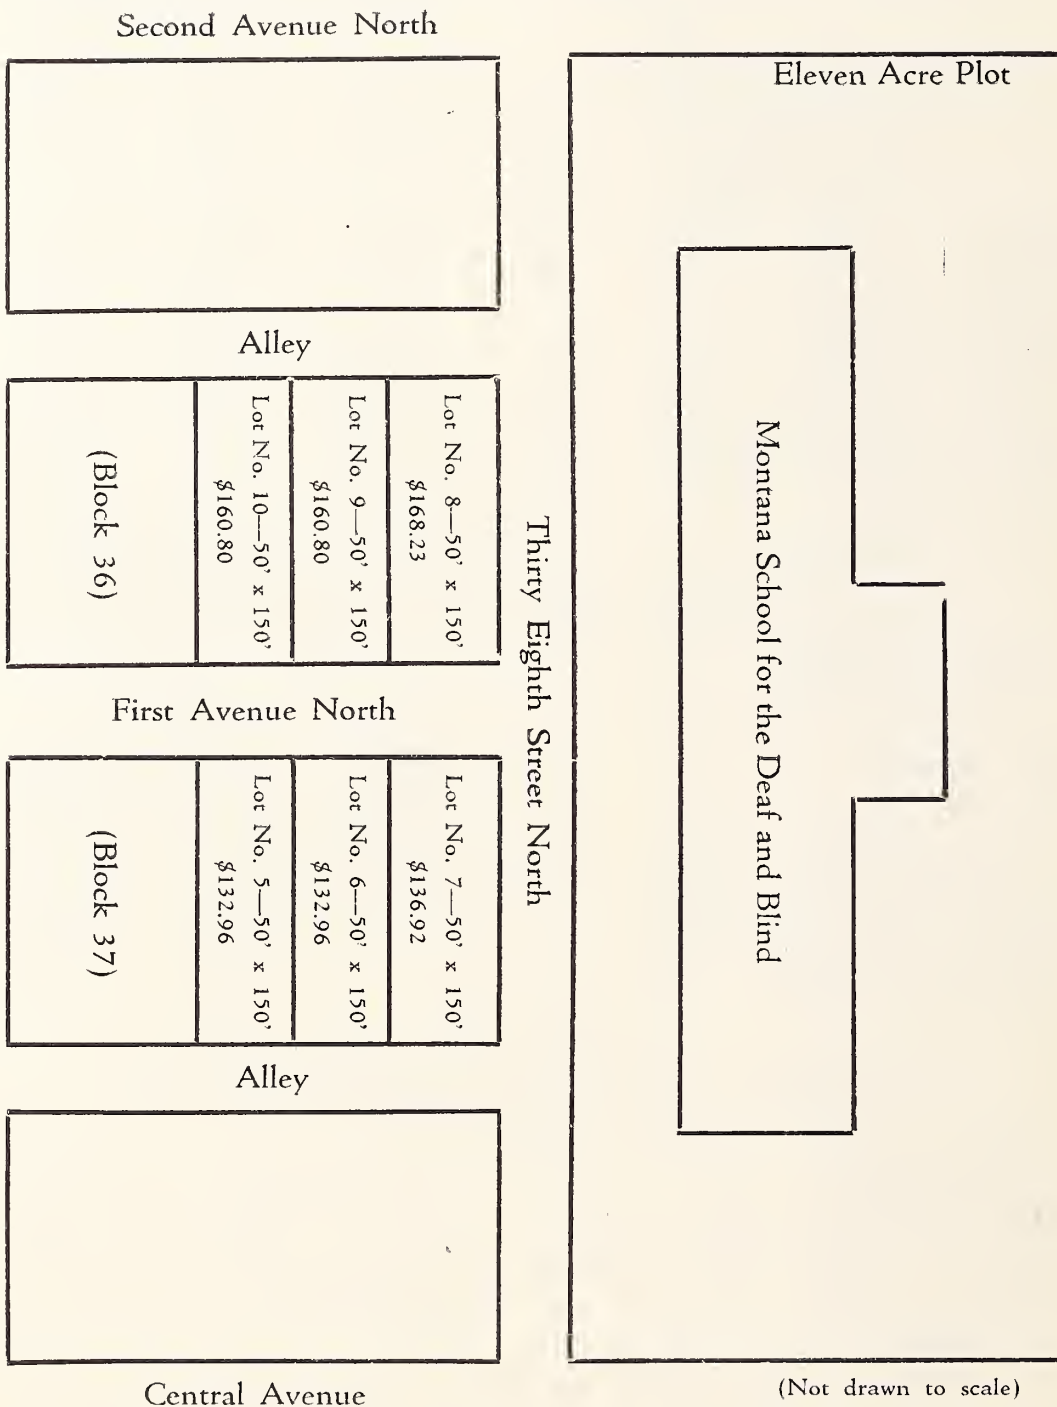 Second Avenue North
Eleven Acre Plot
Alley
(Block 36)
Lot No. 10—50' x 150'
$160.80
Lot No. 9—50' x 150'
$160.80
Lot No. 8—50' x 150'
$168.23
Thirty Eighth Street North
Montana School for the Deaf and Blind
First Avenue North
(Block 37)
Lot No. 5—50' x 150'
$132.96
Lot No. 6—50' x 150'
$132.96
Lot No. 7—50' x 150'
$136.92
Alley
Central Avenue
(Not drawn to scale)